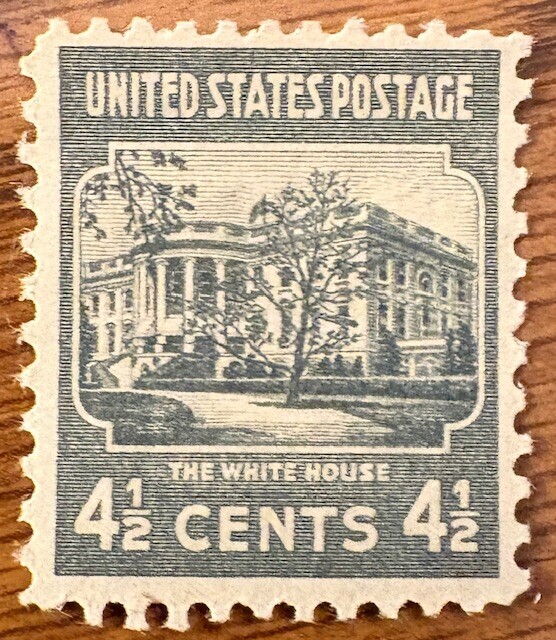 UNITED STATES POSTAGE
THE WHITE HOUSE
4½ CENTS 4½